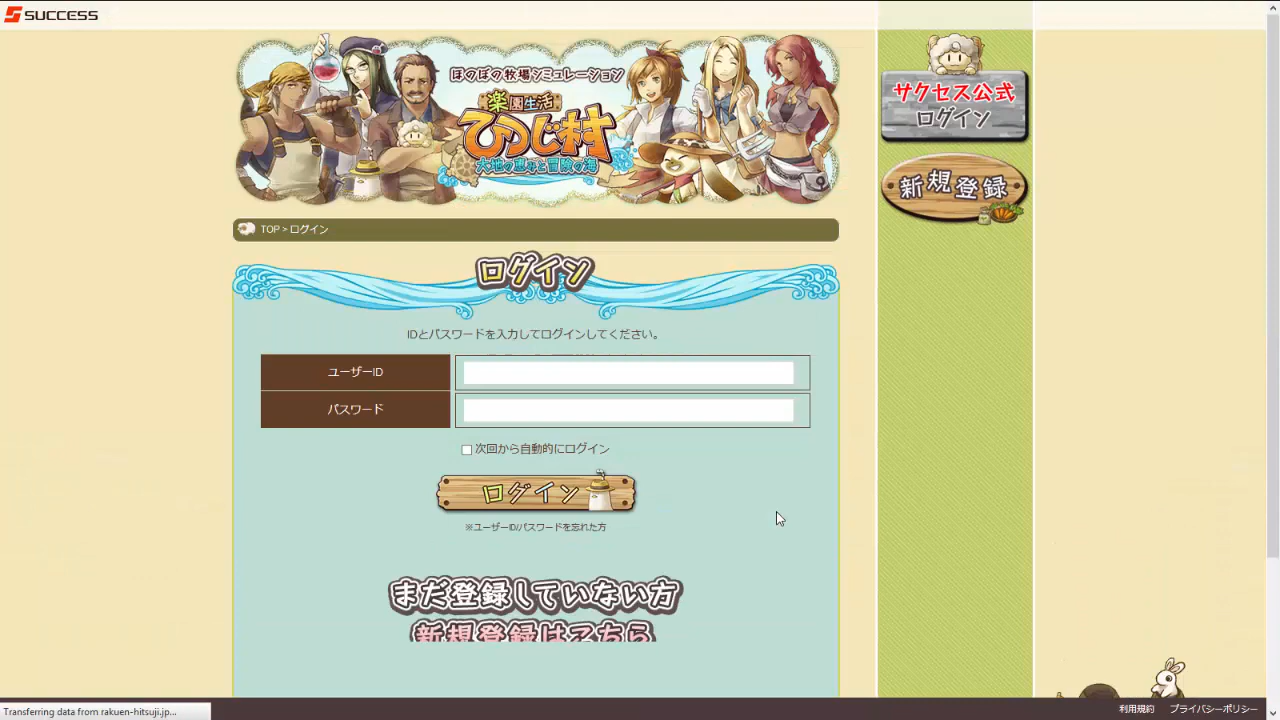 SUCCESS
ほのぼの牧場シミュレーション
楽園生活
ひつじ村
大地の恵みと冒険の海
サクセス公式
ログイン
新規登録
TOP > ログイン
ログイン
IDとパスワードを入力してログインしてください。
ユーザーID
パスワード
次回から自動的にログイン
ログイン
※ユーザーID/パスワードを忘れた方
まだ登録していない方
新規登録はこちら
利用規約 プライバシーポリシー
Transferring data from rakuen-hitsuji.jp...